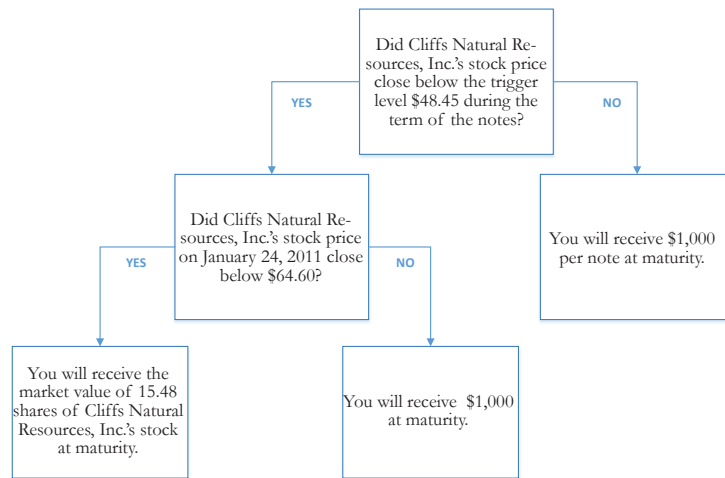 Did Cliffs Natural Re-
sources, Inc.'s stock price
close below the trigger
level $48.45 during the
term of the notes?
YES
NO
Did Cliffs Natural Re-
sources, Inc.'s stock price
on January 24, 2011 close
below $64.60?
You will receive $1,000
per note at maturity.
YES
NO
You will receive the
market value of 15.48
shares of Cliffs Natural
Resources, Inc.'s stock
at maturity.
You will receive $1,000
at maturity.